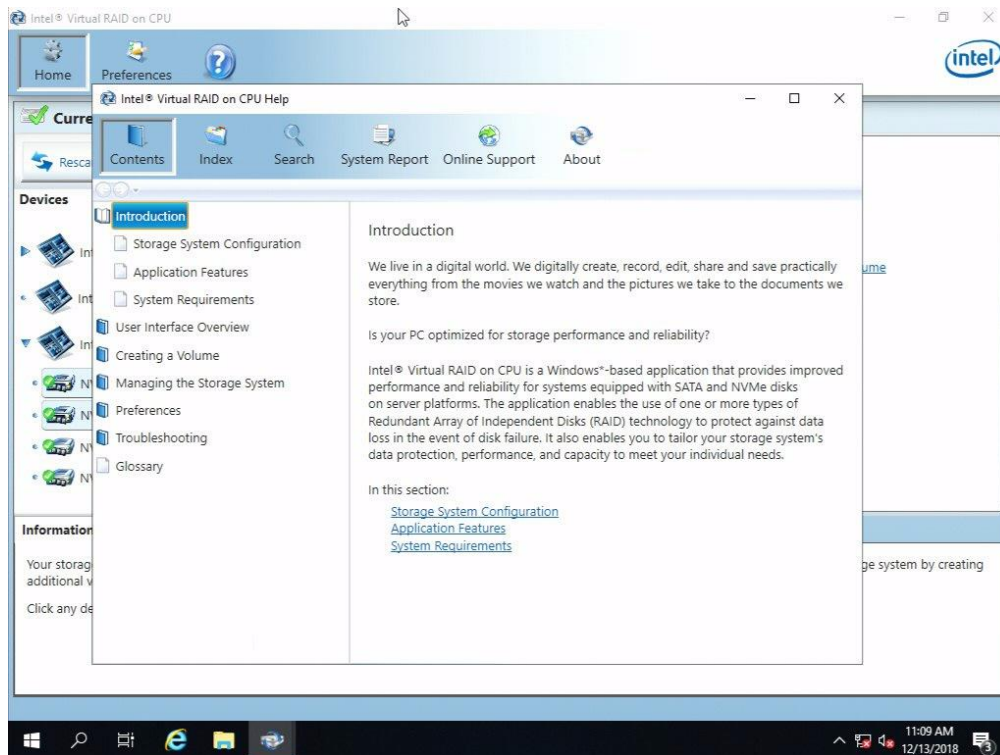 Intel® Virtual RAID on CPU
Home
Preferences
intel
Curre
Resca
Devices
Int
Int
NV
NV
NV
NV
ume
Information
Your storag
ge system by creating
additional v
Click any de
Intel® Virtual RAID on CPU Help
Contents
Index
Search
System Report
Online Support
About
Introduction
Storage System Configuration
Application Features
System Requirements
User Interface Overview
Creating a Volume
Managing the Storage System
Preferences
Troubleshooting
Glossary
Introduction
We live in a digital world. We digitally create, record, edit, share and save practically
everything from the movies we watch and the pictures we take to the documents we
store.
Is your PC optimized for storage performance and reliability?
Intel® Virtual RAID on CPU is a Windows*-based application that provides improved
performance and reliability for systems equipped with SATA and NVMe disks
on server platforms. The application enables the use of one or more types of
Redundant Array of Independent Disks (RAID) technology to protect against data
loss in the event of disk failure. It also enables you to tailor your storage system's
data protection, performance, and capacity to meet your individual needs.
In this section:
Storage System Configuration
Application Features
System Requirements
11:09 AM
12/13/2018
3